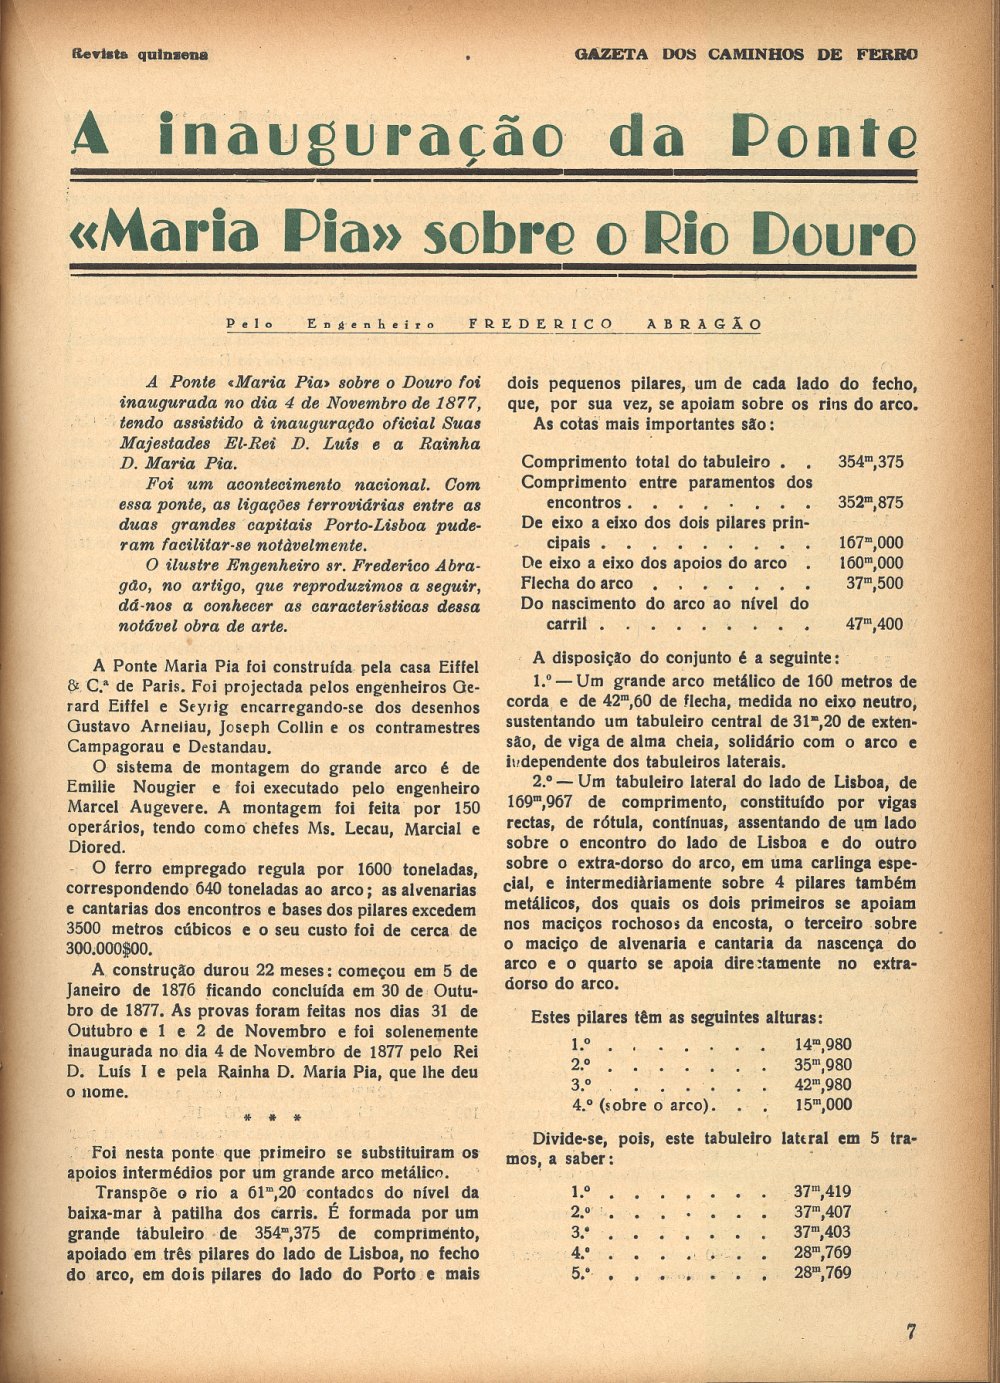 Revista quinzena
GAZETA DOS CAMINHOS DE FERRO
A inauguração da Ponte
«Maria Pia» sobre o Rio Douro
Pelo Engenheiro FREDERICO ABRAGÃO
A Ponte «Maria Pia» sobre o Douro foi
inaugurada no dia 4 de Novembro de 1877,
tendo assistido à inauguração oficial Suas
Majestades El-Rei D. Luís e a Rainha
D. Maria Pia.
Foi um acontecimento nacional. Com
essa ponte, as ligações ferroviárias entre as
duas grandes capitais Porto-Lisboa pude-
ram facilitar-se notàvelmente.
O ilustre Engenheiro sr. Frederico Abra-
gão, no artigo, que reproduzimos a seguir,
dá-nos a conhecer as características dessa
notável obra de arte.
A Ponte Maria Pia foi construída pela casa Eiffel
& C.ª de Paris. Foi projectada pelos engenheiros Ge-
rard Eiffel e Seyrig encarregando-se dos desenhos
Gustavo Arneliau, Joseph Collin e os contramestres
Campagorau e Destandau.
O sistema de montagem do grande arco é de
Emilie Nougier e foi executado pelo engenheiro
Marcel Augevere. A montagem foi feita por 150
operários, tendo como chefes Ms. Lecau, Marcial e
Diored.
O ferro empregado regula por 1600 toneladas,
correspondendo 640 toneladas ao arco; as alvenarias
e cantarias dos encontros e bases dos pilares excedem
3500 metros cúbicos e o seu custo foi de cerca de
300.000$00.
A construção durou 22 meses: começou em 5 de
Janeiro de 1876 ficando concluída em 30 de Outu-
bro de 1877. As provas foram feitas nos dias 31 de
Outubro e 1 e 2 de Novembro e foi solenemente
inaugurada no dia 4 de Novembro de 1877 pelo Rei
D. Luís I e pela Rainha D. Maria Pia, que lhe deu
o nome.
* * *
Foi nesta ponte que primeiro se substituiram os
apoios intermédios por um grande arco metálico.
Transpõe o rio a 61ᵐ,20 contados do nível da
baixa-mar à patilha dos carris. É formada por um
grande tabuleiro de 354ᵐ,375 de comprimento,
apoiado em três pilares do lado de Lisboa, no fecho
do arco, em dois pilares do lado do Porto e mais
dois pequenos pilares, um de cada lado do fecho,
que, por sua vez, se apoiam sobre os rins do arco.
As cotas mais importantes são:
Comprimento total do tabuleiro . . 354ᵐ,375
Comprimento entre paramentos dos
encontros . . . . . . . . 352ᵐ,875
De eixo a eixo dos dois pilares prin-
cipais . . . . . . . . . 167ᵐ,000
De eixo a eixo dos apoios do arco . 160ᵐ,000
Flecha do arco . . . . . . . 37ᵐ,500
Do nascimento do arco ao nível do
carril . . . . . . . . . 47ᵐ,400
A disposição do conjunto é a seguinte:
1.º — Um grande arco metálico de 160 metros de
corda e de 42ᵐ,60 de flecha, medida no eixo neutro,
sustentando um tabuleiro central de 31ᵐ,20 de exten-
são, de viga de alma cheia, solidário com o arco e
independente dos tabuleiros laterais.
2.º — Um tabuleiro lateral do lado de Lisboa, de
169ᵐ,967 de comprimento, constituído por vigas
rectas, de rótula, contínuas, assentando de um lado
sobre o encontro do lado de Lisboa e do outro
sobre o extra-dorso do arco, em uma carlinga espe-
cial, e intermediàriamente sobre 4 pilares também
metálicos, dos quais os dois primeiros se apoiam
nos maciços rochosos da encosta, o terceiro sobre
o maciço de alvenaria e cantaria da nascença do
arco e o quarto se apoia directamente no extra-
dorso do arco.
Estes pilares têm as seguintes alturas:
1.º . . . . . . . 14ᵐ,980
2.º . . . . . . . 35ᵐ,980
3.º . . . . . . 42ᵐ,980
4.º (sobre o arco) . . . 15ᵐ,000
Divide-se, pois, este tabuleiro lateral em 5 tra-
mos, a saber:
1.º . . . . . . . 37ᵐ,419
2.º . . . . . . . 37ᵐ,407
3.º . . . . . . . 37ᵐ,403
4.º . . . . . . . 28ᵐ,769
5.º . . . . . . . 28ᵐ,769
7